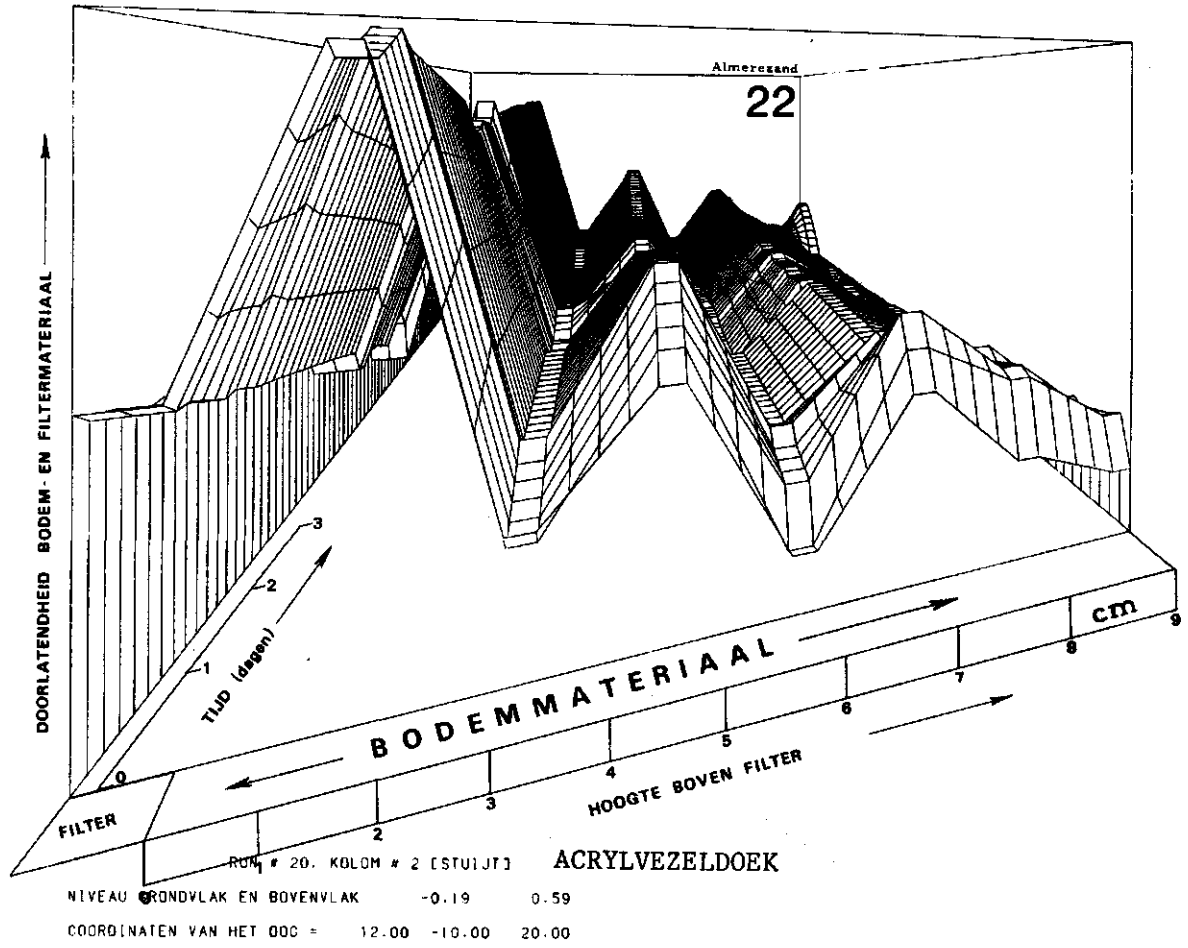 Almerezand
22
DOORLATENDHEID BODEM- EN FILTERMATERIAAL
3
2
1
0
TIJD (dagen)
BODEMMATERIAAL
cm
FILTER
0
1
2
3
4
5
6
7
8
9
HOOGTE BOVEN FILTER
RUN # 20. KOLOM # 2 [STUIJT] ACRYLVEZELDOEK
NIVEAU GRONDVLAK EN BOVENVLAK -0.19 0.59
COORDINATEN VAN HET OOG = 12.00 -10.00 20.00